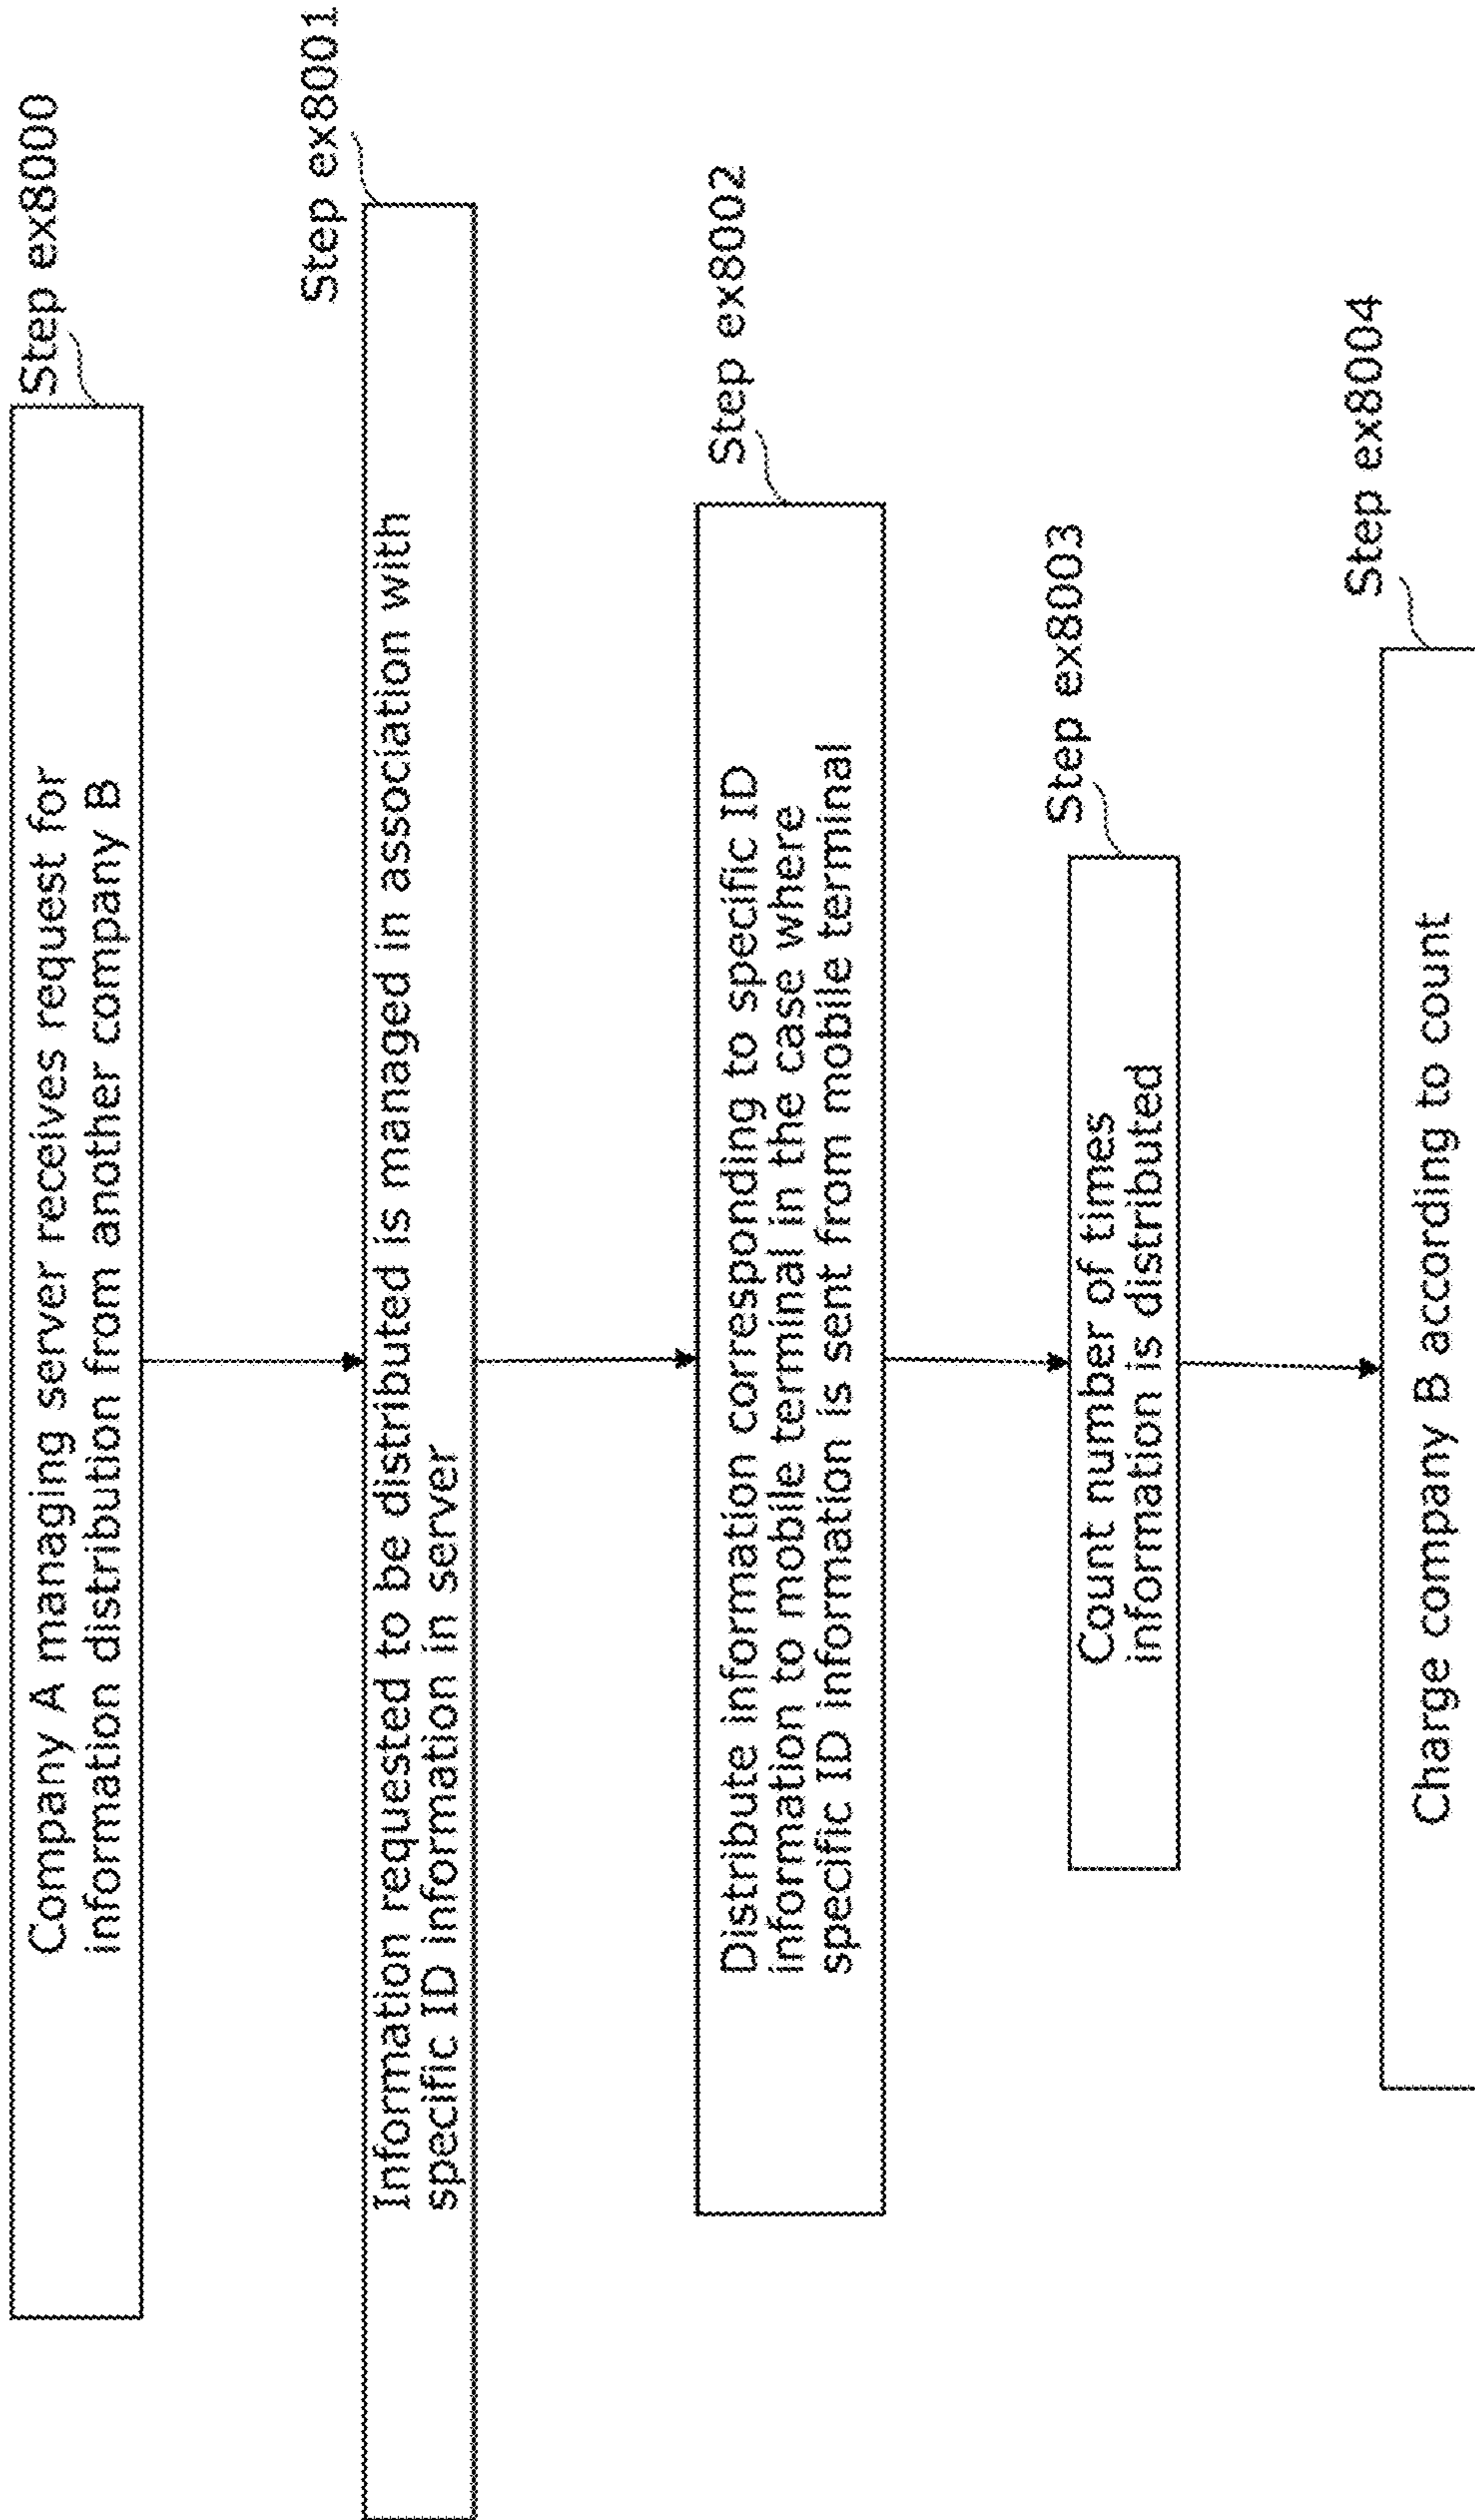 Step ex8000
Company A managing server receives request for
information distribution from another company B
Step ex8001
Information requested to be distributed is managed in association with
specific ID information in server
Step ex8002
Distribute information corresponding to specific ID
information to mobile terminal in the case where
specific ID information is sent from mobile terminal
Step ex8003
Count number of times
information is distributed
Step ex8004
Charge company B according to count